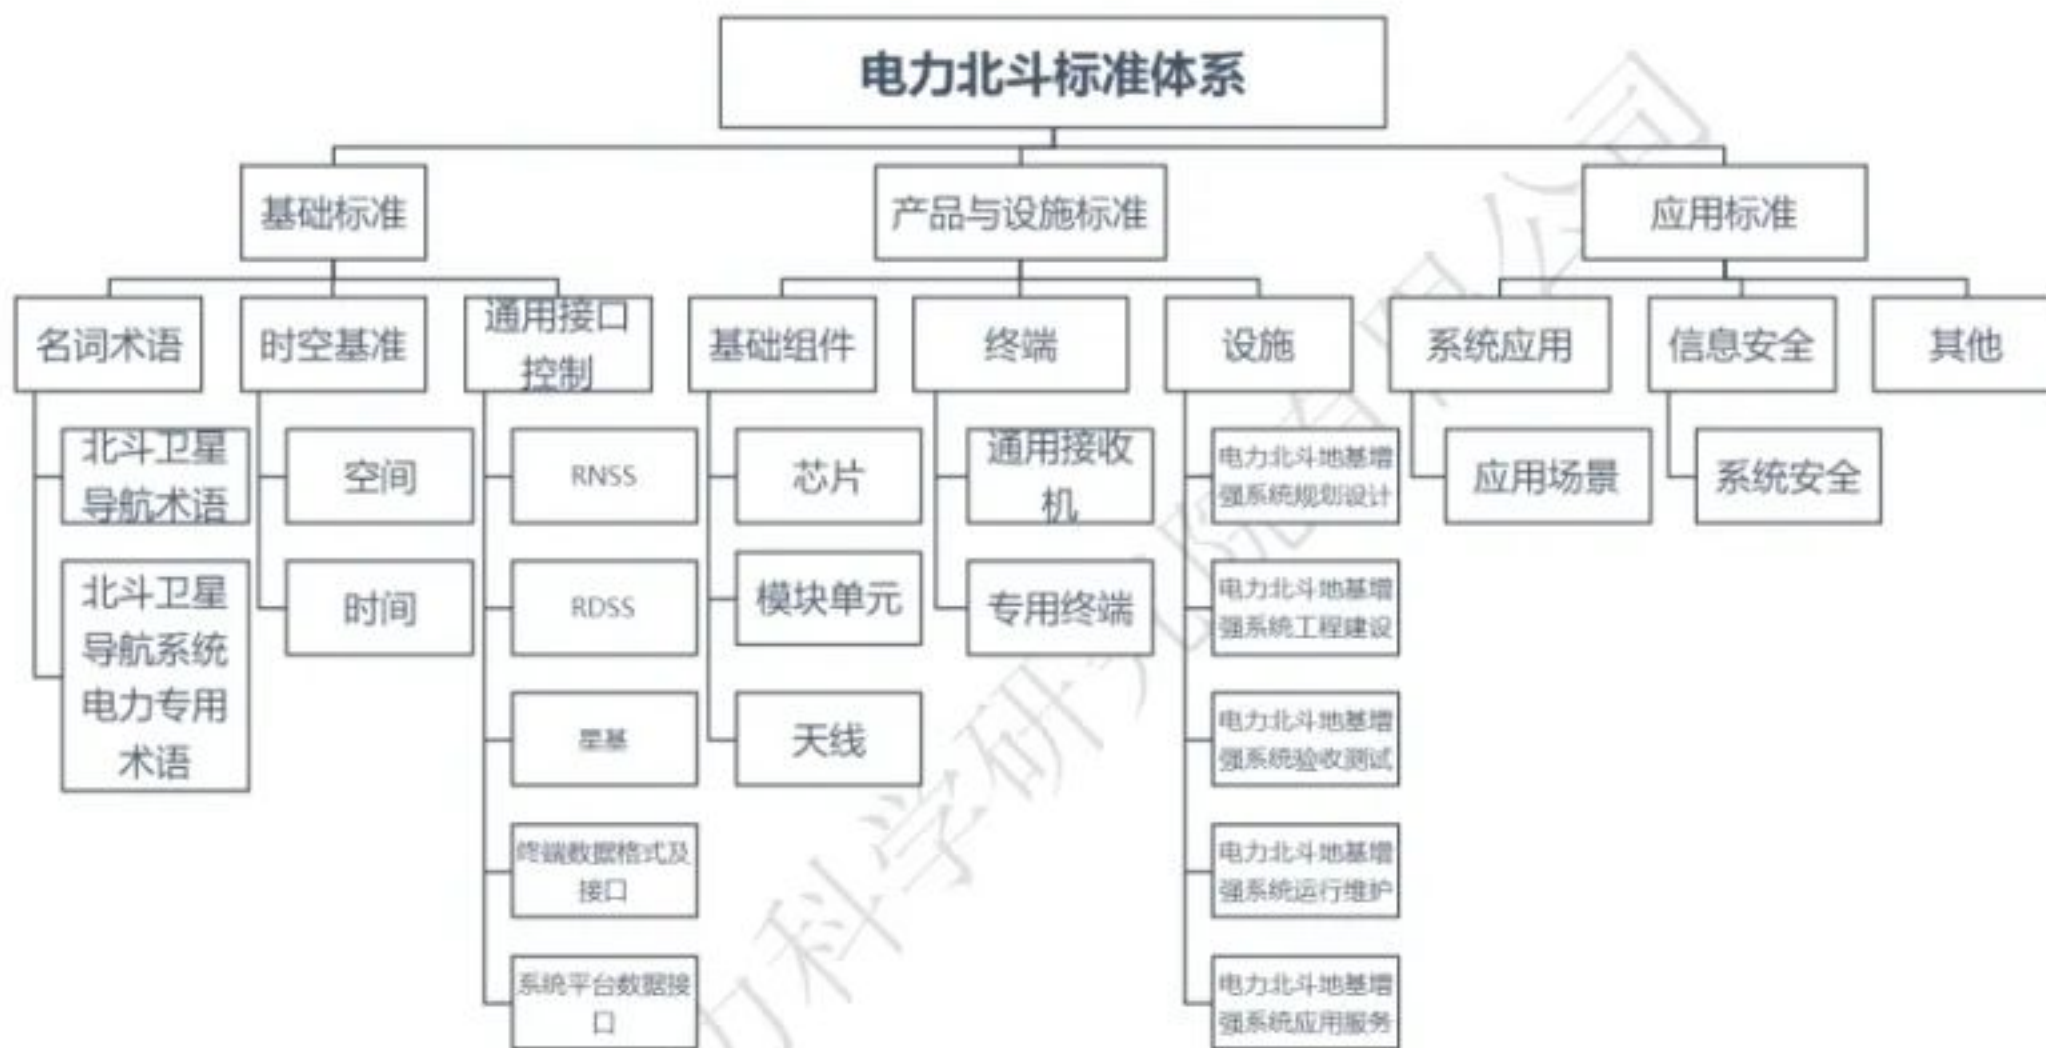 电力北斗标准体系
基础标准
产品与设施标准
应用标准
名词术语
时空基准
通用接口
控制
基础组件
终端
设施
系统应用
信息安全
其他
北斗卫星
导航术语
北斗卫星
导航系统
电力专用
术语
空间
时间
RNSS
RDSS
星基
终端数据格式及
接口
系统平台数据接
口
芯片
模块单元
天线
通用接收
机
专用终端
电力北斗地基增
强系统规划设计
电力北斗地基增
强系统工程建设
电力北斗地基增
强系统验收测试
电力北斗地基增
强系统运行维护
电力北斗地基增
强系统应用服务
应用场景
系统安全
力科学研究院有限公司